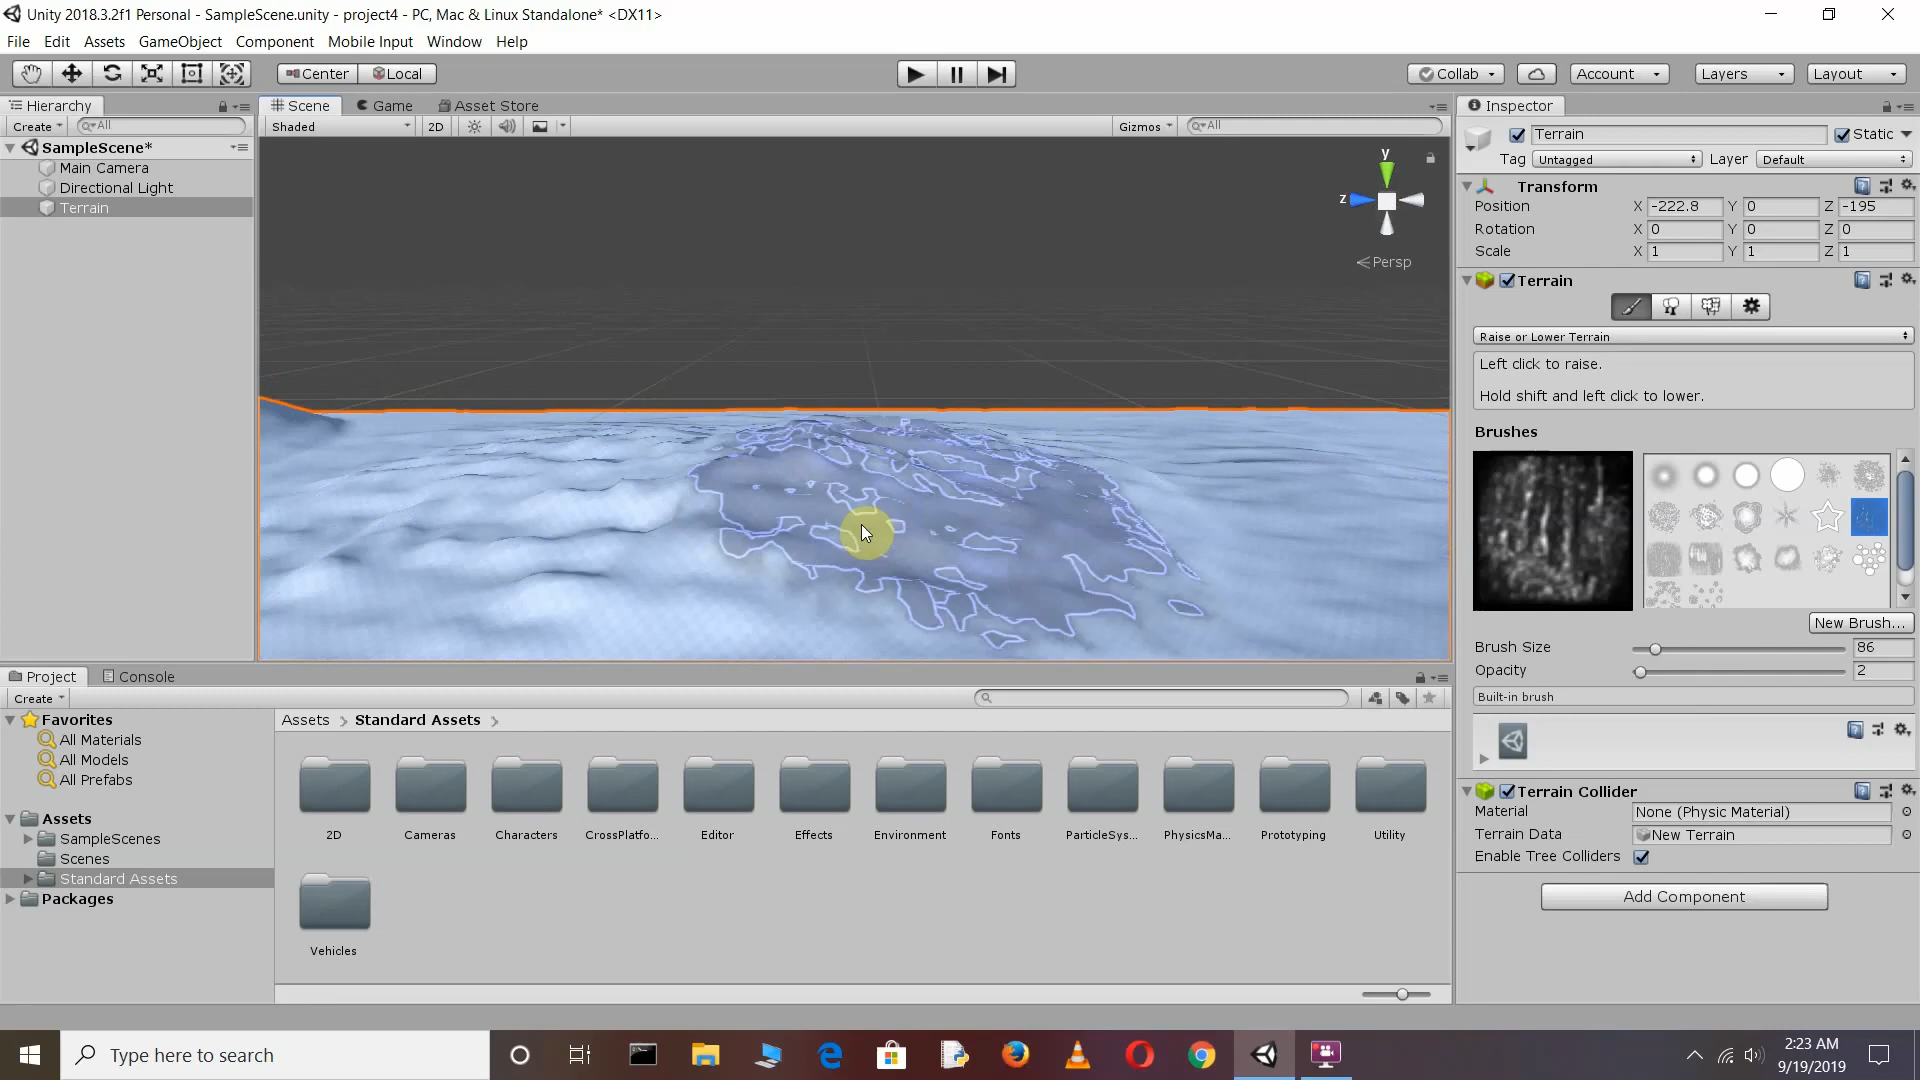 Unity 2018.3.2f1 Personal - SampleScene.unity - project4 - PC, Mac & Linux Standalone* <DX11>
File Edit Assets GameObject Component Mobile Input Window Help
Center Local Collab Account Layers Layout
Hierarchy
Create All
SampleScene*
Main Camera
Directional Light
Terrain
Scene Game Asset Store
Shaded 2D Gizmos All
y
z
Persp
Inspector
Terrain Static
Tag Untagged Layer Default
Transform
Position X -222.8 Y 0 Z -195
Rotation X 0 Y 0 Z 0
Scale X 1 Y 1 Z 1
Terrain
Raise or Lower Terrain
Left click to raise.
Hold shift and left click to lower.
Brushes
New Brush...
Brush Size 86
Opacity 2
Built-in brush
Terrain Collider
Material None (Physic Material)
Terrain Data New Terrain
Enable Tree Colliders
Add Component
Project Console
Create
Favorites
All Materials
All Models
All Prefabs
Assets
SampleScenes
Scenes
Standard Assets
Packages
Assets > Standard Assets >
2D Cameras Characters CrossPlatfo... Editor Effects Environment Fonts ParticleSys... PhysicsMa... Prototyping Utility
Vehicles
Type here to search
2:23 AM
9/19/2019